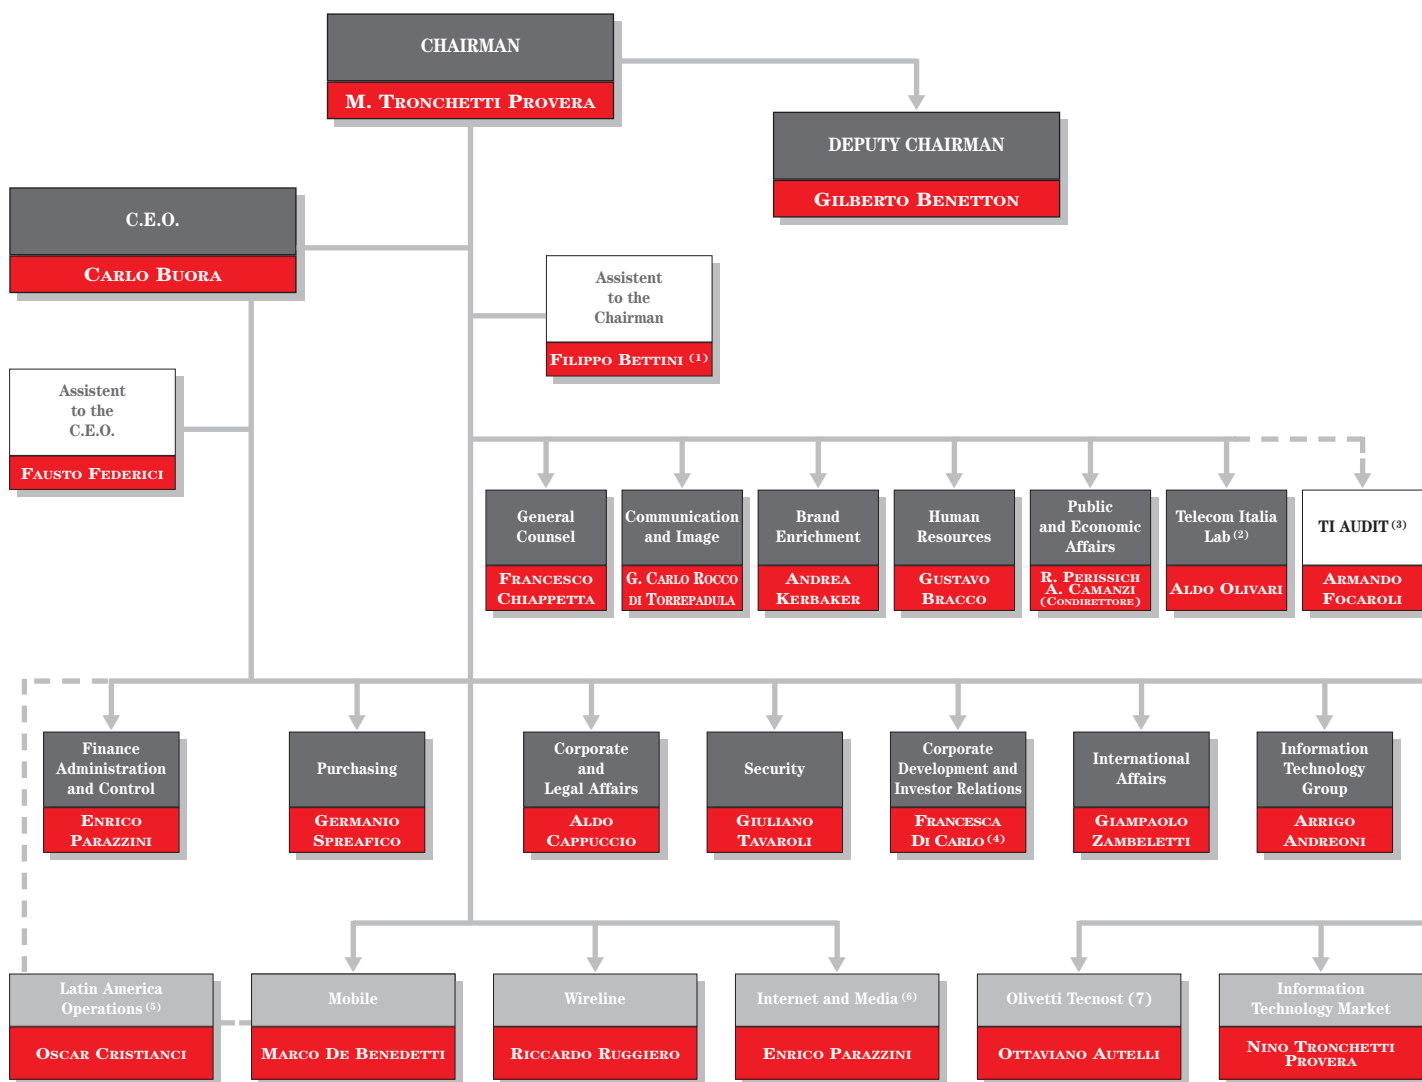 CHAIRMAN
M. TRONCHETTI PROVERA
DEPUTY CHAIRMAN
GILBERTO BENETTON
C.E.O.
CARLO BUORA
Assistent
to the
Chairman
FILIPPO BETTINI (1)
Assistent
to the
C.E.O.
FAUSTO FEDERICI
General
Counsel
FRANCESCO
CHIAPPETTA
Communication
and Image
G. CARLO ROCCO
DI TORREPADULA
Brand
Enrichment
ANDREA
KERBAKER
Human
Resources
GUSTAVO
BRACCO
Public
and Economic
Affairs
R. PERISSICH
A. CAMANZI
(CONDIRETTORE)
Telecom Italia
Lab (2)
ALDO OLIVARI
TI AUDIT (3)
ARMANDO
FOCAROLI
Finance
Administration
and Control
ENRICO
PARAZZINI
Purchasing
GERMANIO
SPREAFICO
Corporate
and
Legal Affairs
ALDO
CAPPUCCIO
Security
GIULIANO
TAVAROLI
Corporate
Development and
Investor Relations
FRANCESCA
DI CARLO (4)
International
Affairs
GIAMPAOLO
ZAMBELETTI
Information
Technology
Group
ARRIGO
ANDREONI
Latin America
Operations (5)
OSCAR CRISTIANCI
Mobile
MARCO DE BENEDETTI
Wireline
RICCARDO RUGGIERO
Internet and Media (6)
ENRICO PARAZZINI
Olivetti Tecnost (7)
OTTAVIANO AUTELLI
Information
Technology Market
NINO TRONCHETTI
PROVERA